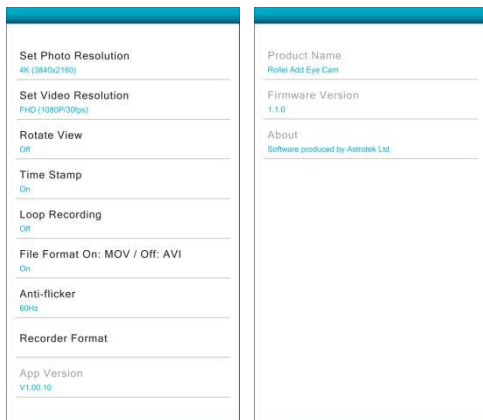 Set Photo Resolution
4K (3840x2160)
Set Video Resolution
FHD (1080P/30fps)
Rotate View
Off
Time Stamp
On
Loop Recording
Off
File Format On: MOV / Off: AVI
On
Anti-flicker
60Hz
Recorder Format
App Version
V1.00.10
Product Name
Rollei Add Eye Cam
Firmware Version
1.1.0
About
Software produced by Astrotek Ltd